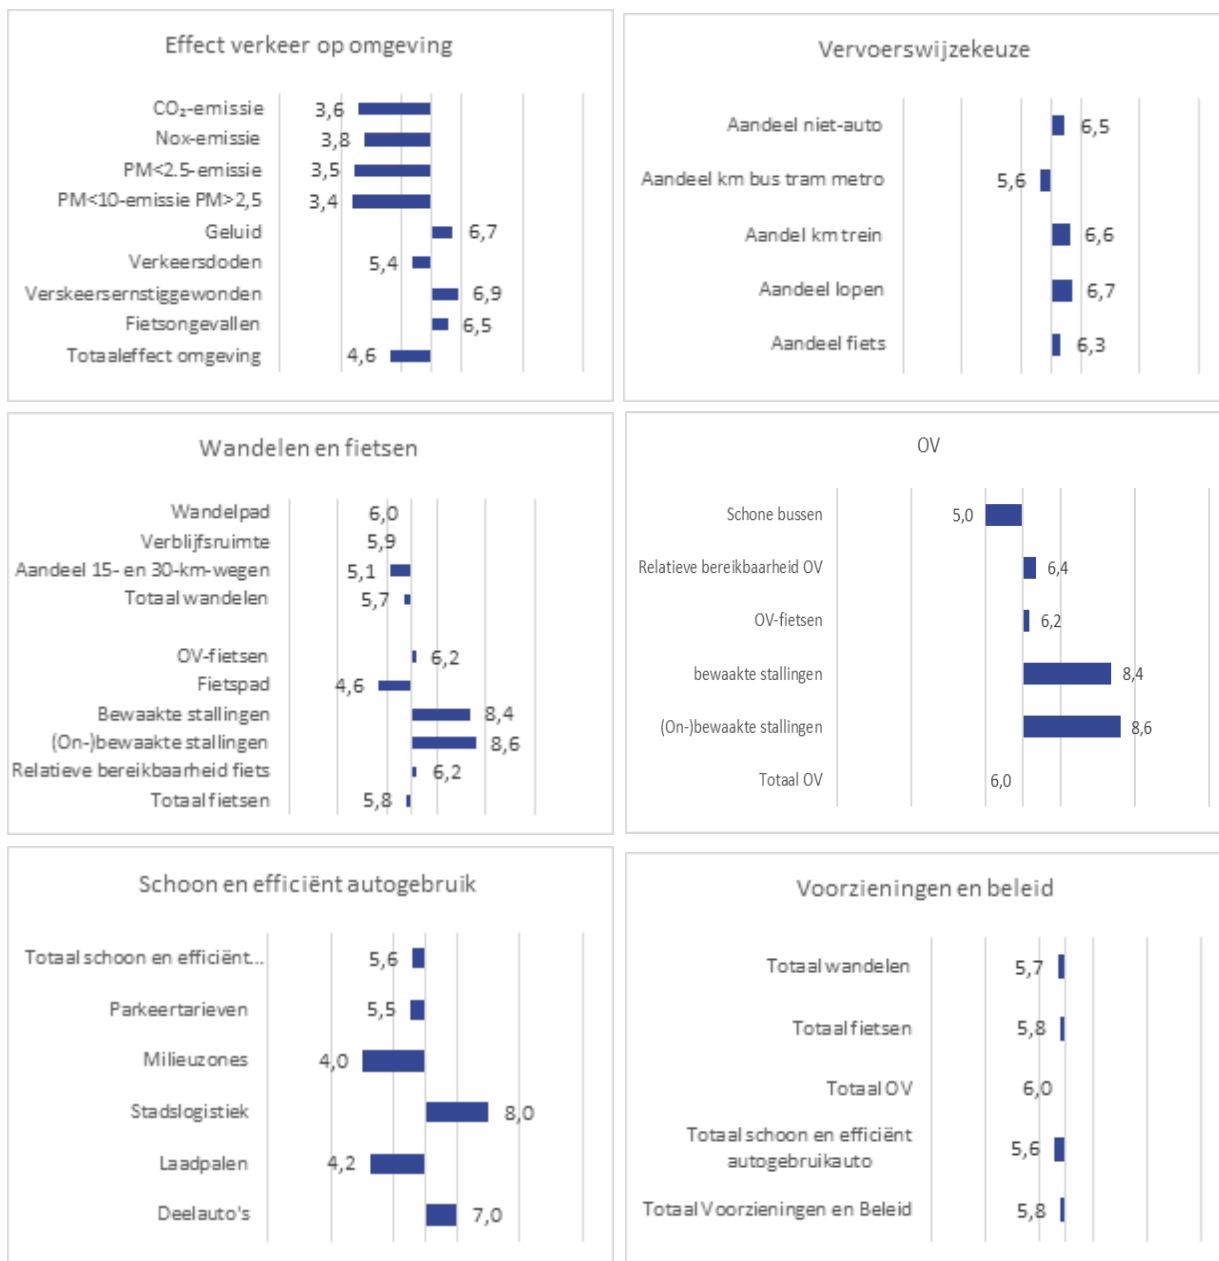 Effect verkeer op omgeving
CO₂-emissie 3,6
Nox-emissie 3,8
PM<2.5-emissie 3,5
PM<10-emissie PM>2,5 3,4
Geluid 6,7
Verkeersdoden 5,4
Verskeersernstiggewonden 6,9
Fietsongevallen 6,5
Totaaleffect omgeving 4,6
Vervoerswijzekeuze
Aandeel niet-auto 6,5
Aandeel km bus tram metro 5,6
Aandel km trein 6,6
Aandeel lopen 6,7
Aandeel fiets 6,3
Wandelen en fietsen
Wandelpad 6,0
Verblijfsruimte 5,9
Aandeel 15- en 30-km-wegen 5,1
Totaal wandelen 5,7
OV-fietsen 6,2
Fietspad 4,6
Bewaakte stallingen 8,4
(On-)bewaakte stallingen 8,6
Relatieve bereikbaarheid fiets 6,2
Totaal fietsen 5,8
OV
Schone bussen 5,0
Relatieve bereikbaarheid OV 6,4
OV-fietsen 6,2
bewaakte stallingen 8,4
(On-)bewaakte stallingen 8,6
Totaal OV 6,0
Schoon en efficiënt autogebruik
Totaal schoon en efficiënt... 5,6
Parkeertarieven 5,5
Milieuzones 4,0
Stadslogistiek 8,0
Laadpalen 4,2
Deelauto's 7,0
Voorzieningen en beleid
Totaal wandelen 5,7
Totaal fietsen 5,8
Totaal OV 6,0
Totaal schoon en efficiënt
autogebruikauto 5,6
Totaal Voorzieningen en Beleid 5,8